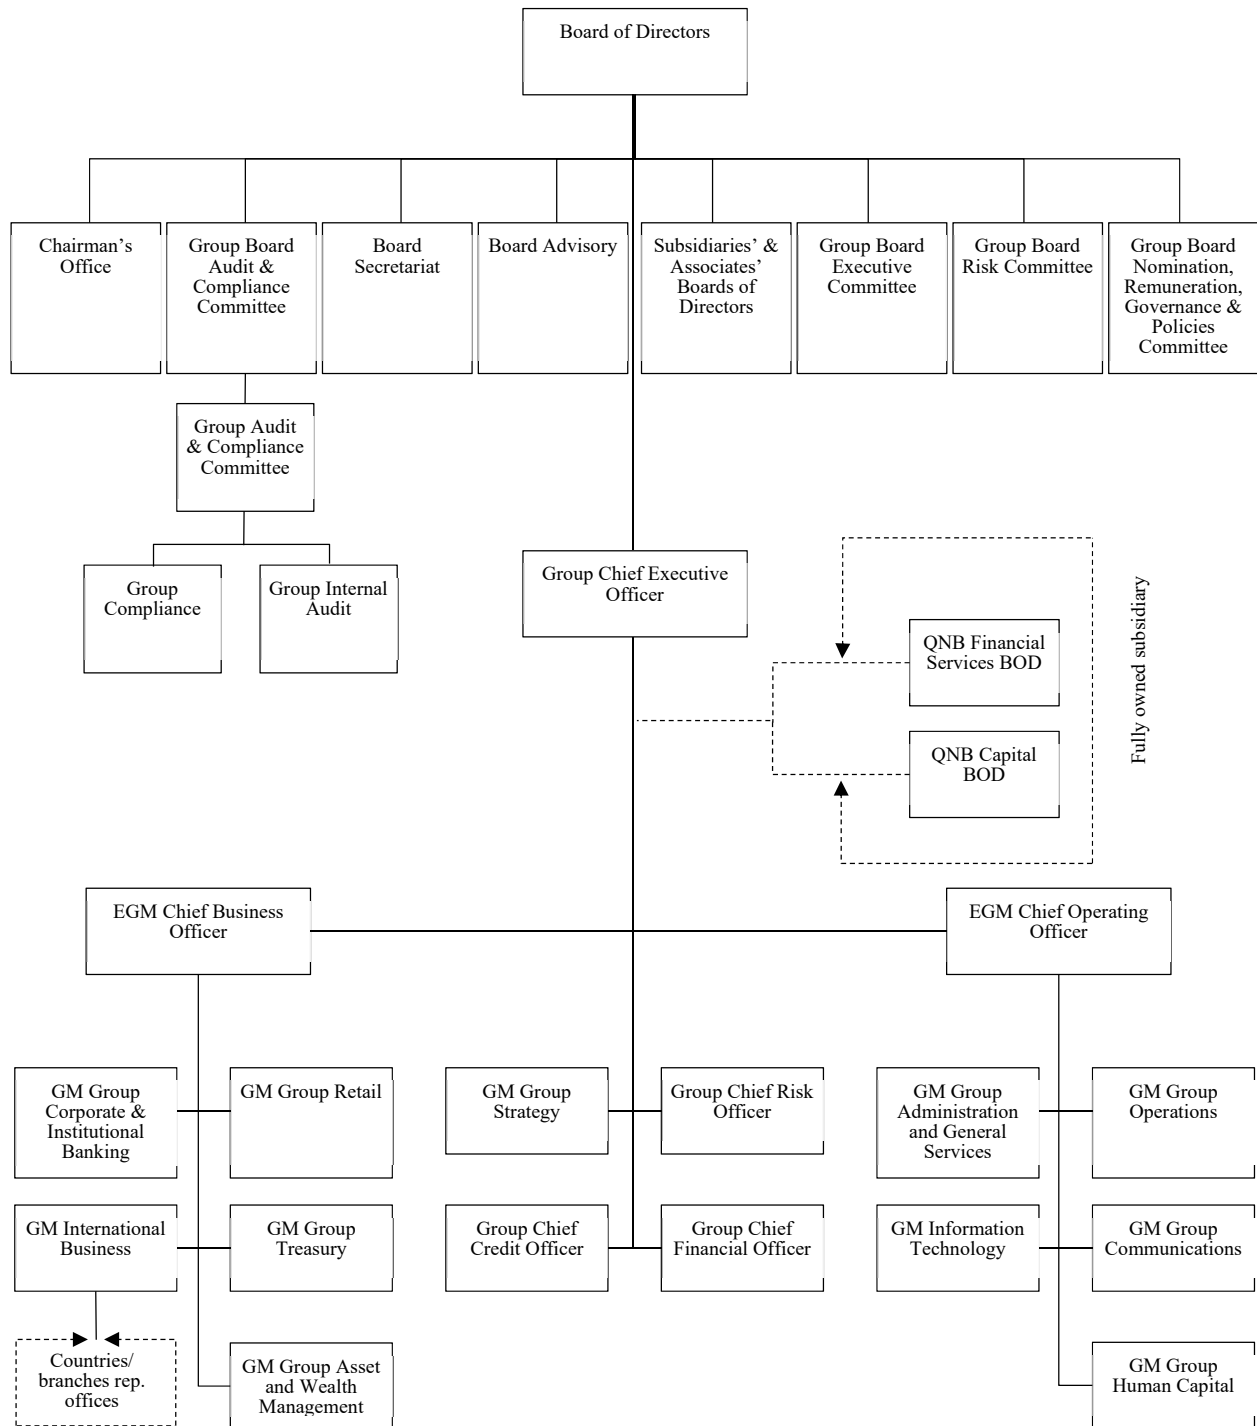 Board of Directors
Chairman’s
Office
Group Board
Audit &
Compliance
Committee
Board
Secretariat
Board Advisory
Subsidiaries’ &
Associates’
Boards of
Directors
Group Board
Executive
Committee
Group Board
Risk Committee
Group Board
Nomination,
Remuneration,
Governance &
Policies
Committee
Group Audit
& Compliance
Committee
Group
Compliance
Group Internal
Audit
Group Chief Executive
Officer
QNB Financial
Services BOD
QNB Capital
BOD
Fully owned subsidiary
EGM Chief Business
Officer
EGM Chief Operating
Officer
GM Group
Corporate &
Institutional
Banking
GM Group Retail
GM Group
Strategy
Group Chief Risk
Officer
GM Group
Administration
and General
Services
GM Group
Operations
GM International
Business
GM Group
Treasury
Group Chief
Credit Officer
Group Chief
Financial Officer
GM Information
Technology
GM Group
Communications
Countries/
branches rep.
offices
GM Group Asset
and Wealth
Management
GM Group
Human Capital